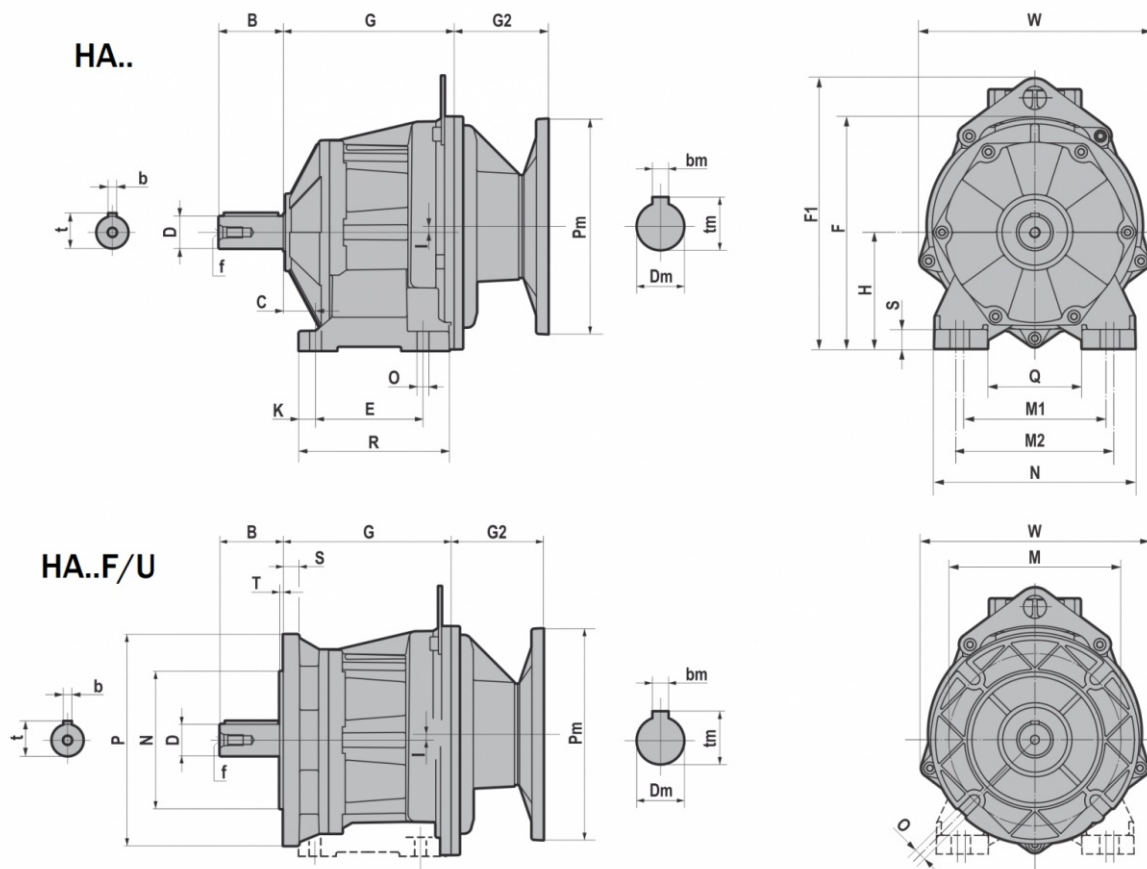 B G G2 W
HA..
b bm
t D f C I Pm tm Dm
F1 F H S
O
K E Q
R M1
M2
N
B G G2 W
S M
HA..F/U
T
b bm
t P N D f I Pm tm Dm
O